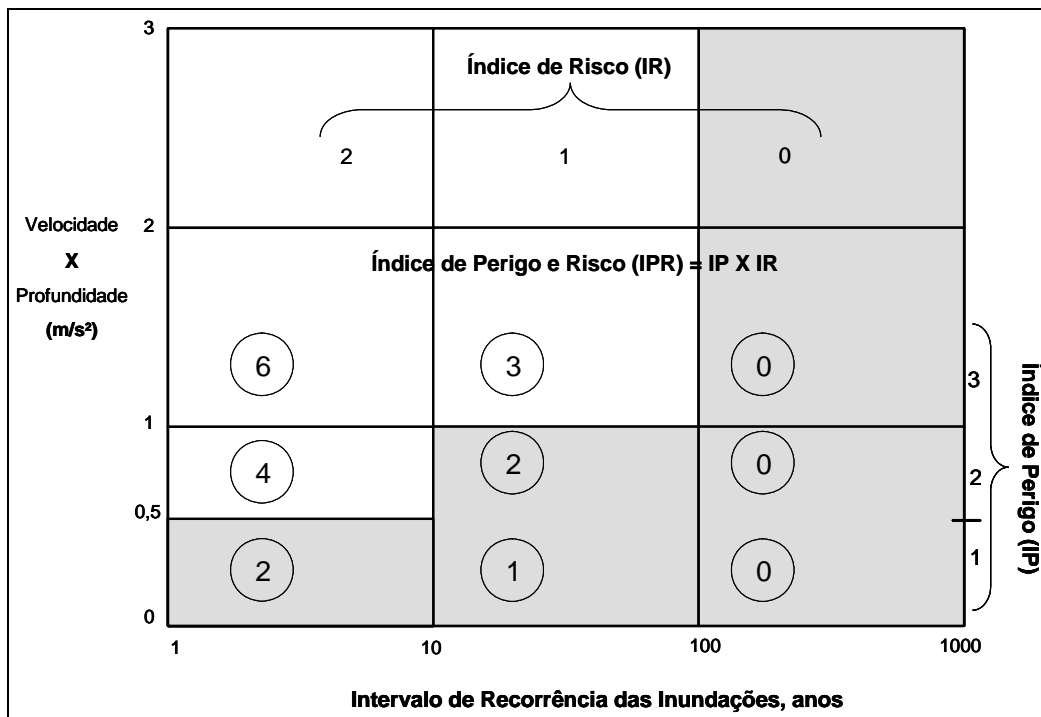 3
Índice de Risco (IR)
2 1 0
Velocidade
X
Profundidade
(m/s²)
2
Índice de Perigo e Risco (IPR) = IP X IR
6 3 0 3
1
4 2 0 2
0,5
2 1 0 1
0
Índice de Perigo (IP)
1 10 100 1000
Intervalo de Recorrência das Inundações, anos